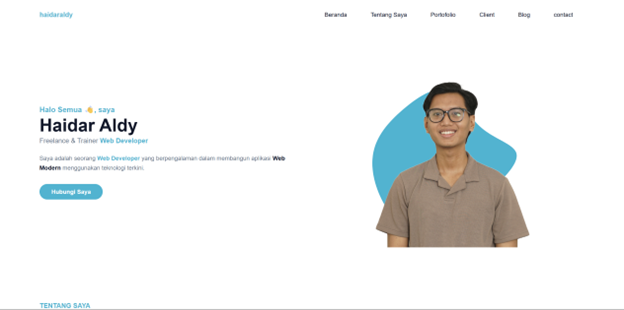 haidaraldy
Beranda
Tentang Saya
Portofolio
Client
Blog
contact
Halo Semua 👋, saya
Haidar Aldy
Freelance & Trainer Web Developer
Saya adalah seorang Web Developer yang berpengalaman dalam membangun aplikasi Web
Modern menggunakan teknologi terkini.
Hubungi Saya
TENTANG SAYA